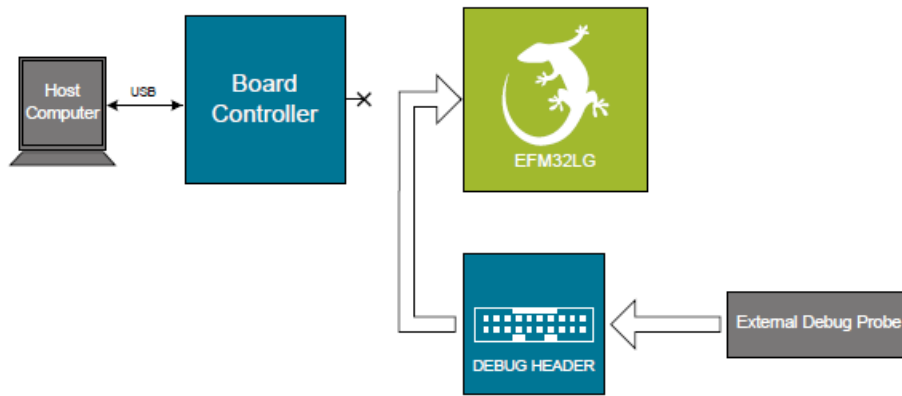 Host
Computer
USB
Board
Controller
EFM32LG
DEBUG HEADER
External Debug Probe